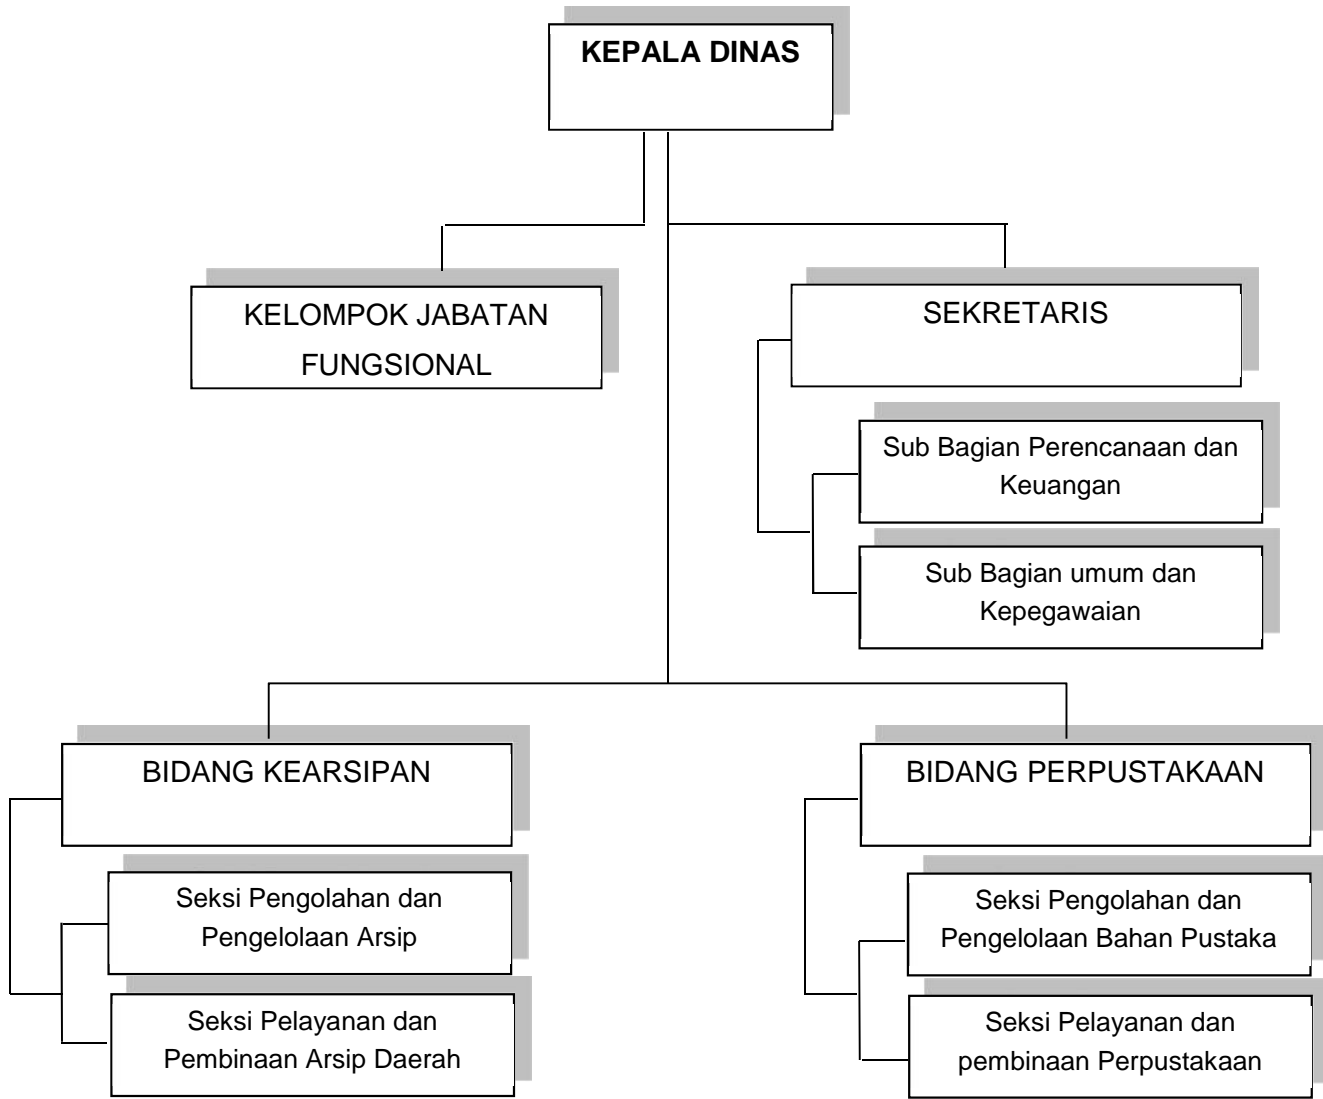 KEPALA DINAS
KELOMPOK JABATAN
FUNGSIONAL
SEKRETARIS
Sub Bagian Perencanaan dan
Keuangan
Sub Bagian umum dan
Kepegawaian
BIDANG KEARSIPAN
Seksi Pengolahan dan
Pengelolaan Arsip
Seksi Pelayanan dan
Pembinaan Arsip Daerah
BIDANG PERPUSTAKAAN
Seksi Pengolahan dan
Pengelolaan Bahan Pustaka
Seksi Pelayanan dan
pembinaan Perpustakaan